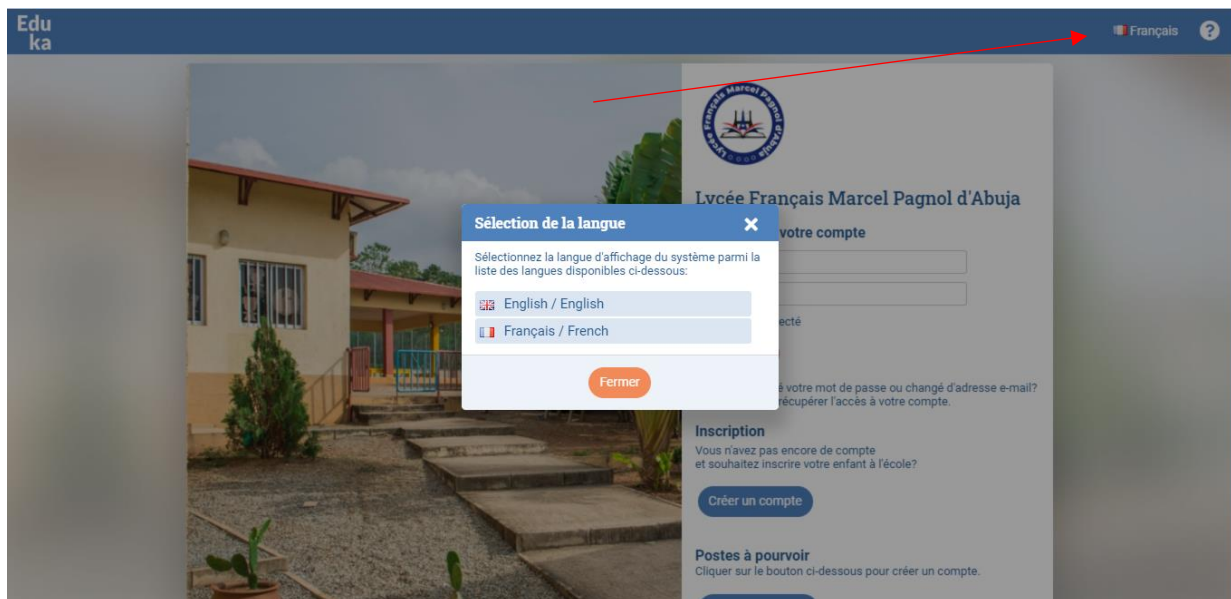 Edu
ka
Français
?
Lycée Français Marcel Pagnol d'Abuja
Lycée Français Marcel Pagnol d'Abuja
votre compte
Sélection de la langue
Sélectionnez la langue d'affichage du système parmi la
liste des langues disponibles ci-dessous:
English / English
Français / French
Fermer
ecté
votre mot de passe ou changé d'adresse e-mail?
récupérer l'accès à votre compte.
Inscription
Vous n'avez pas encore de compte
et souhaitez inscrire votre enfant à l'école?
Créer un compte
Postes à pourvoir
Cliquer sur le bouton ci-dessous pour créer un compte.